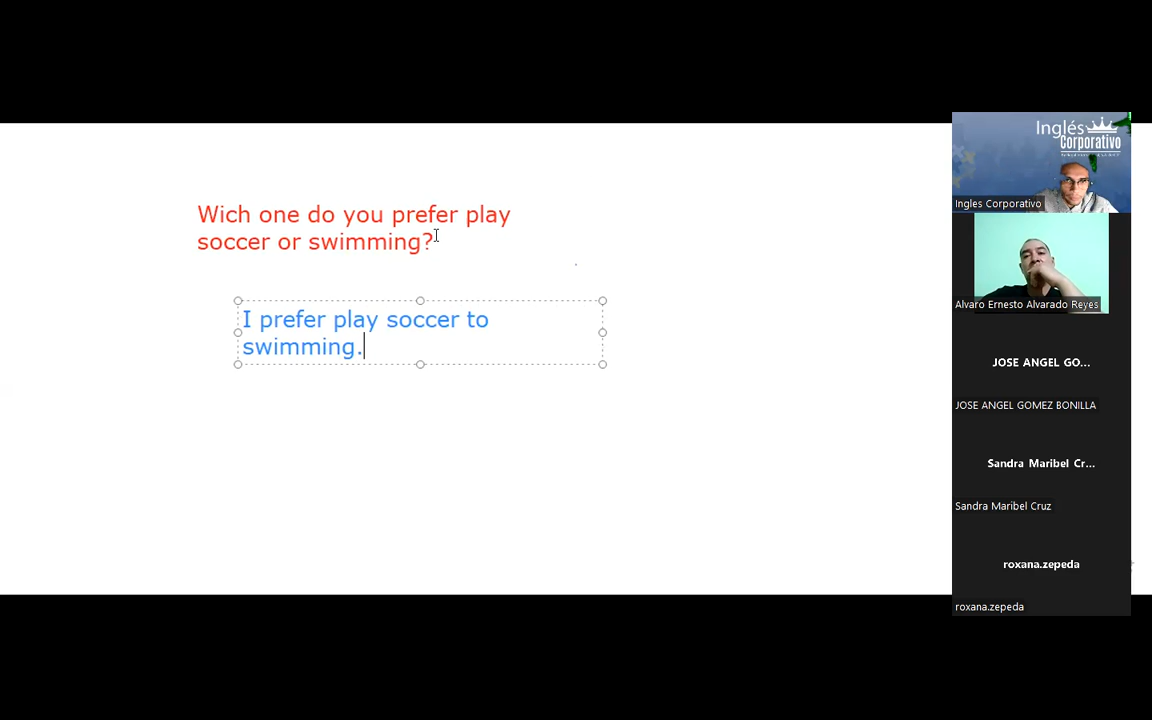 Wich one do you prefer play
soccer or swimming?
I prefer play soccer to
swimming.
Inglés
Corporativo
Ingles Corporativo
Alvaro Ernesto Alvarado Reyes
JOSE ANGEL GO...
JOSE ANGEL GOMEZ BONILLA
Sandra Maribel Cr...
Sandra Maribel Cruz
roxana.zepeda
roxana.zepeda